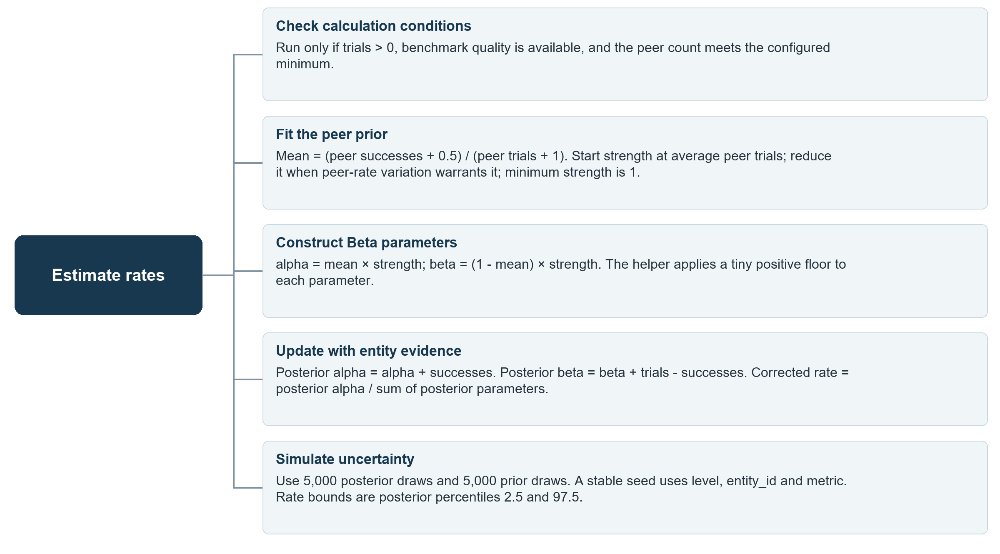 Check calculation conditions
Run only if trials > 0, benchmark quality is available, and the peer count meets the configured
minimum.
Fit the peer prior
Mean = (peer successes + 0.5) / (peer trials + 1). Start strength at average peer trials; reduce
it when peer-rate variation warrants it; minimum strength is 1.
Estimate rates
Construct Beta parameters
alpha = mean × strength; beta = (1 - mean) × strength. The helper applies a tiny positive floor to
each parameter.
Update with entity evidence
Posterior alpha = alpha + successes. Posterior beta = beta + trials - successes. Corrected rate =
posterior alpha / sum of posterior parameters.
Simulate uncertainty
Use 5,000 posterior draws and 5,000 prior draws. A stable seed uses level, entity_id and metric.
Rate bounds are posterior percentiles 2.5 and 97.5.